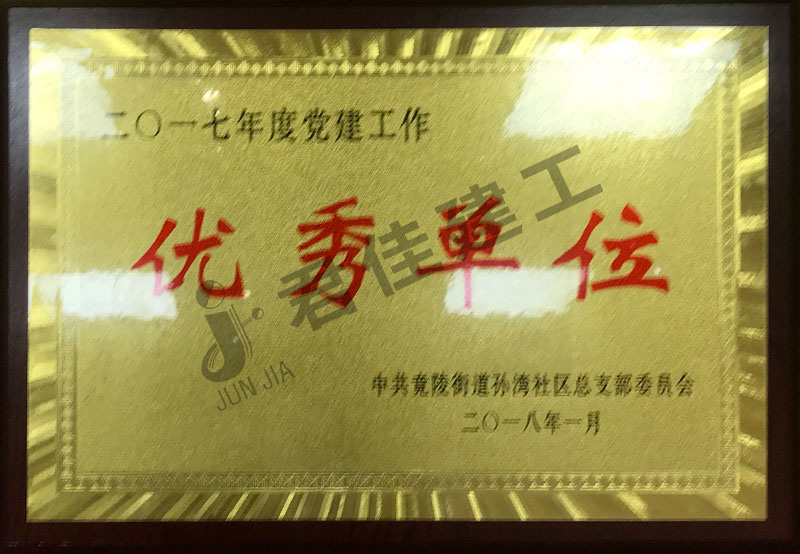 二〇一七年度党建工作
优秀单位
君佳建工
JUN JIA
中共竟陵街道孙湾社区总支部委员会
二〇一八年一月